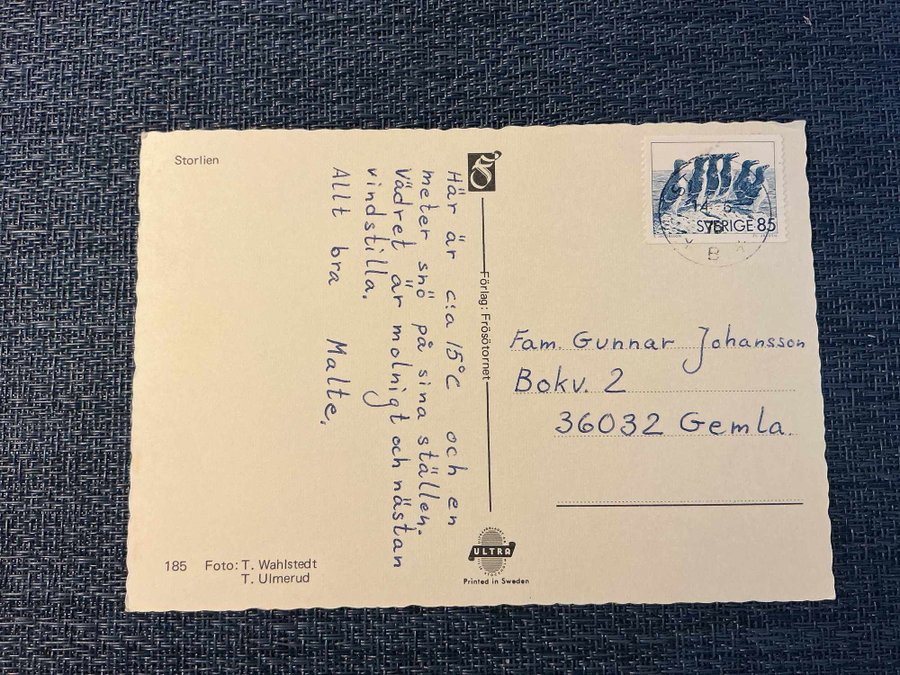 Storlien
Här är c:a 15°C och en
meter snö på sina ställen.
Vädret är molnigt och nästan
vindstilla.
Allt bra Malte.
Förlag: Frösötornet
SVERIGE 85
Fam. Gunnar Johansson
Bokv. 2
36032 Gemla.
ULTRA
Printed in Sweden
185 Foto: T. Wahlstedt
T. Ulmerud